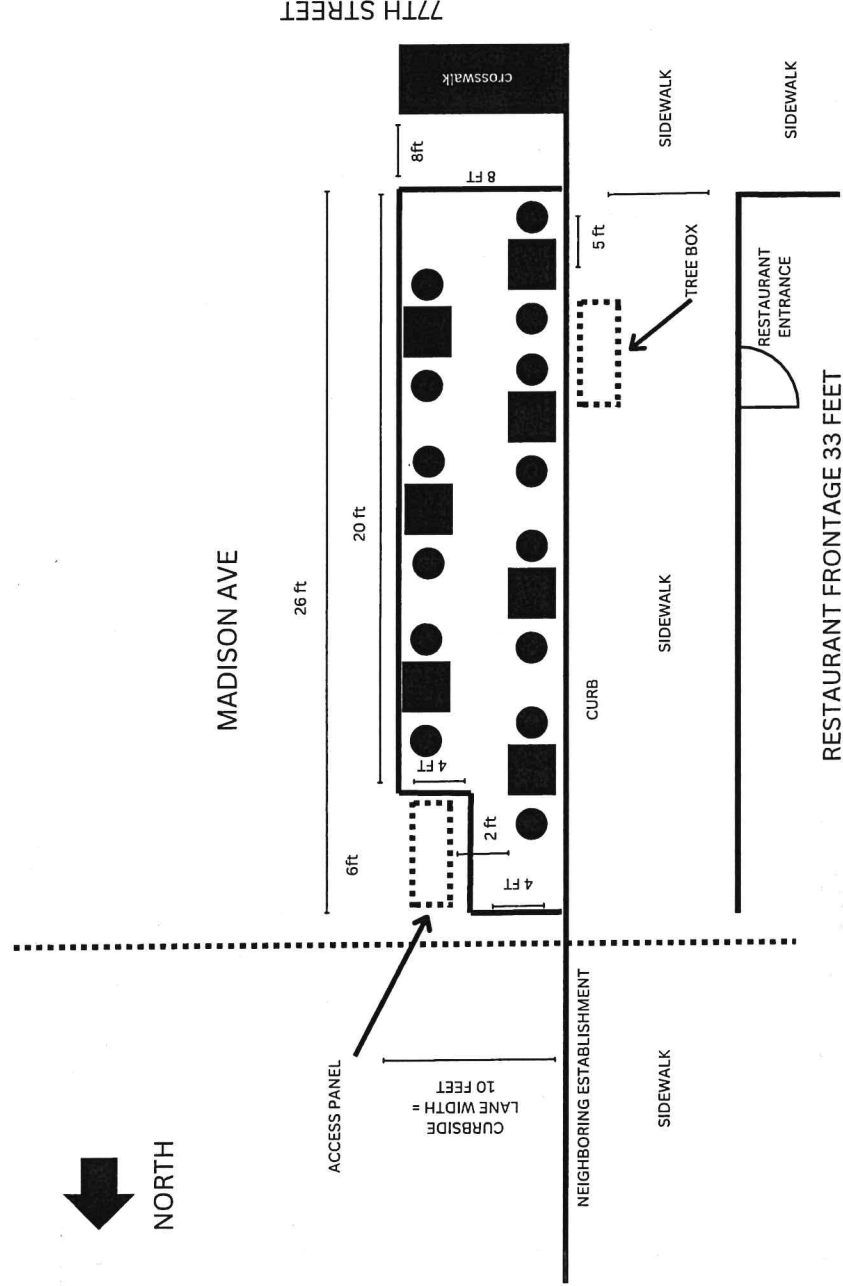 77TH STREET
crosswalk
SIDEWALK
SIDEWALK
8ft
8 FT
5 ft
TREE BOX
RESTAURANT
ENTRANCE
MADISON AVE
26 ft
20 ft
SIDEWALK
RESTAURANT FRONTAGE 33 FEET
CURB
4 FT
6ft
2 ft
4 FT
ACCESS PANEL
CURBSIDE
LANE WIDTH =
10 FEET
NEIGHBORING ESTABLISHMENT
SIDEWALK
NORTH